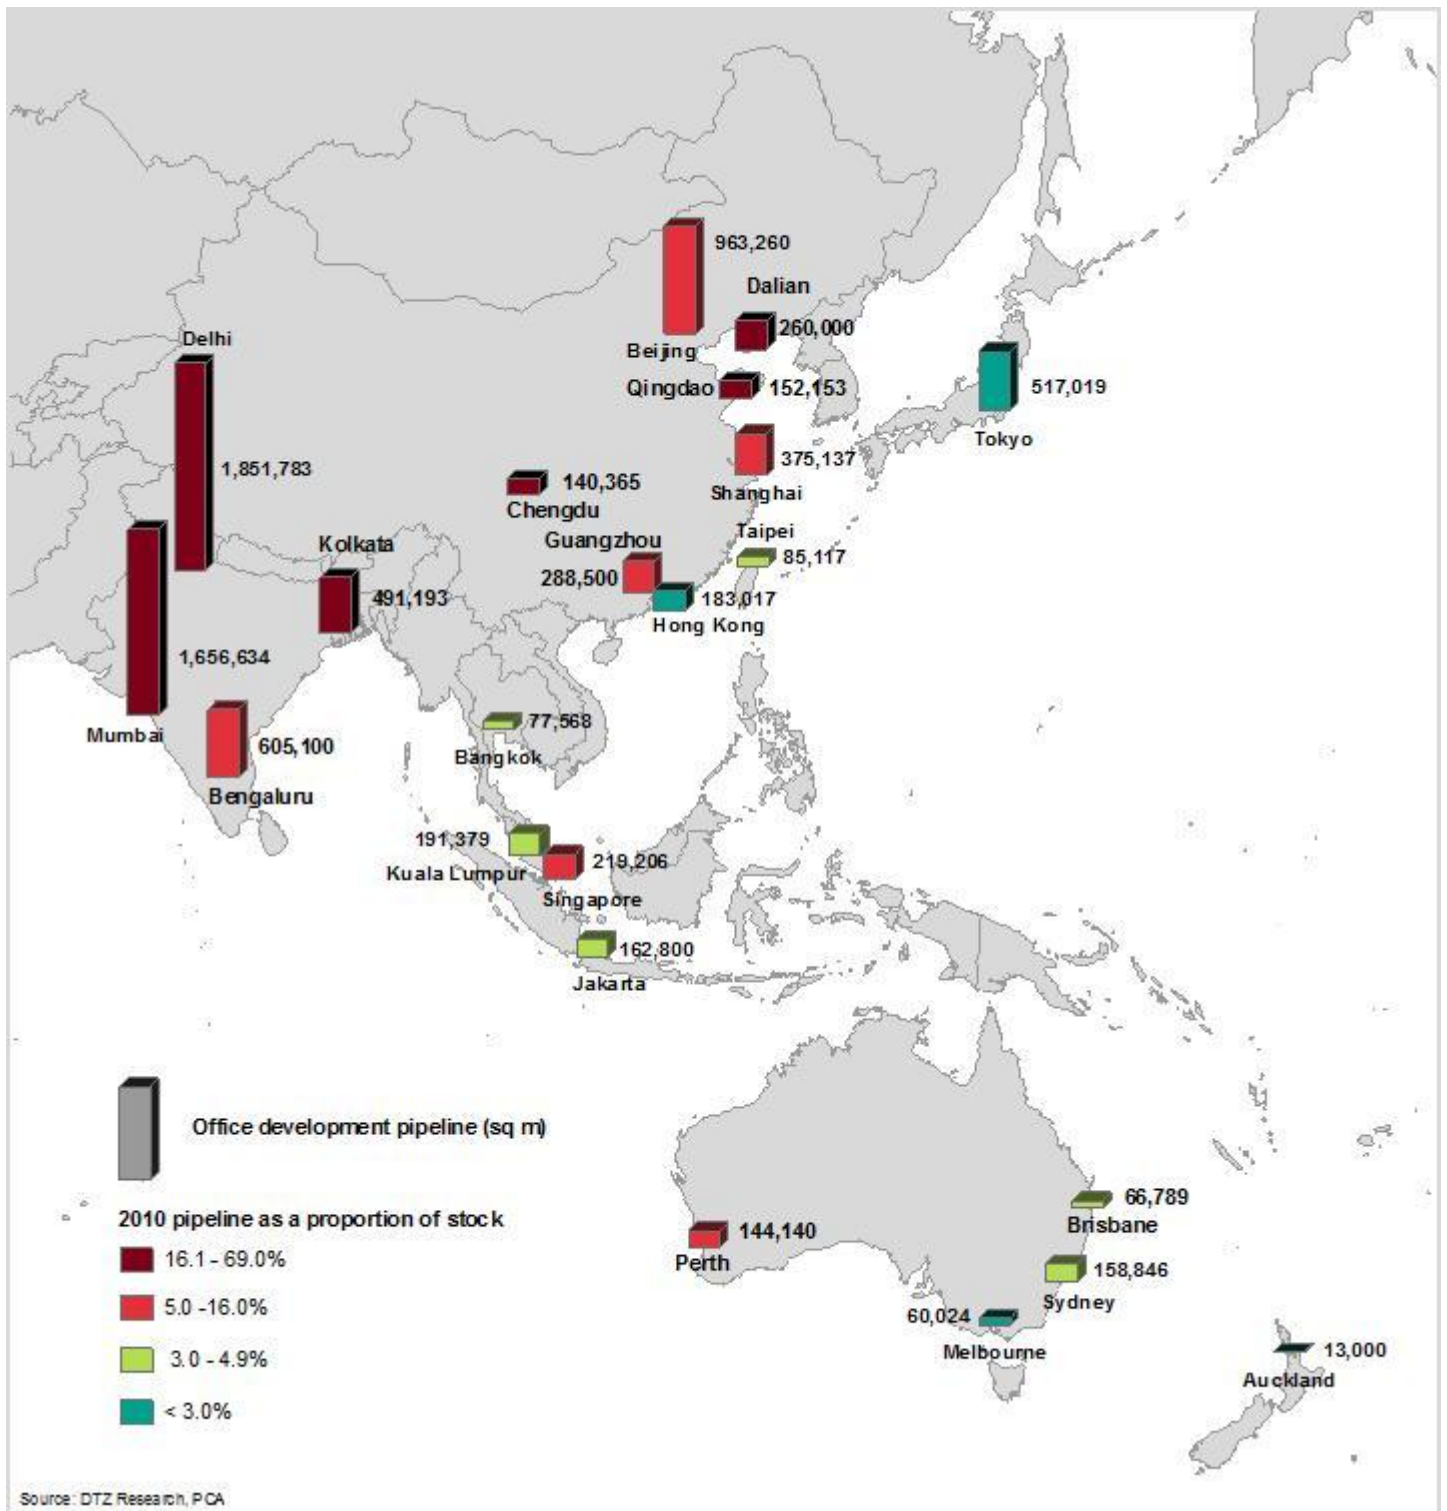 963,260
Dalian
260,000
Beijing
Delhi
Qingdao
152,153
517,019
Tokyo
375,137
1,851,783
140,365
Shanghai
Chengdu
Taipei
Kolkata
Guangzhou
85,117
288,500
491,193
183,017
Hong Kong
1,656,634
77,568
Mumbai
605,100
Bangkok
Bengaluru
191,379
219,206
Kuala Lumpur
Singapore
162,800
Jakarta
Office development pipeline (sq m)
66,789
Brisbane
2010 pipeline as a proportion of stock
144,140
16.1 - 69.0%
Perth
158,846
Sydney
5.0 -16.0%
60,024
Melbourne
13,000
3.0 - 4.9%
Auckland
< 3.0%
Source: DTZ Research, PCA